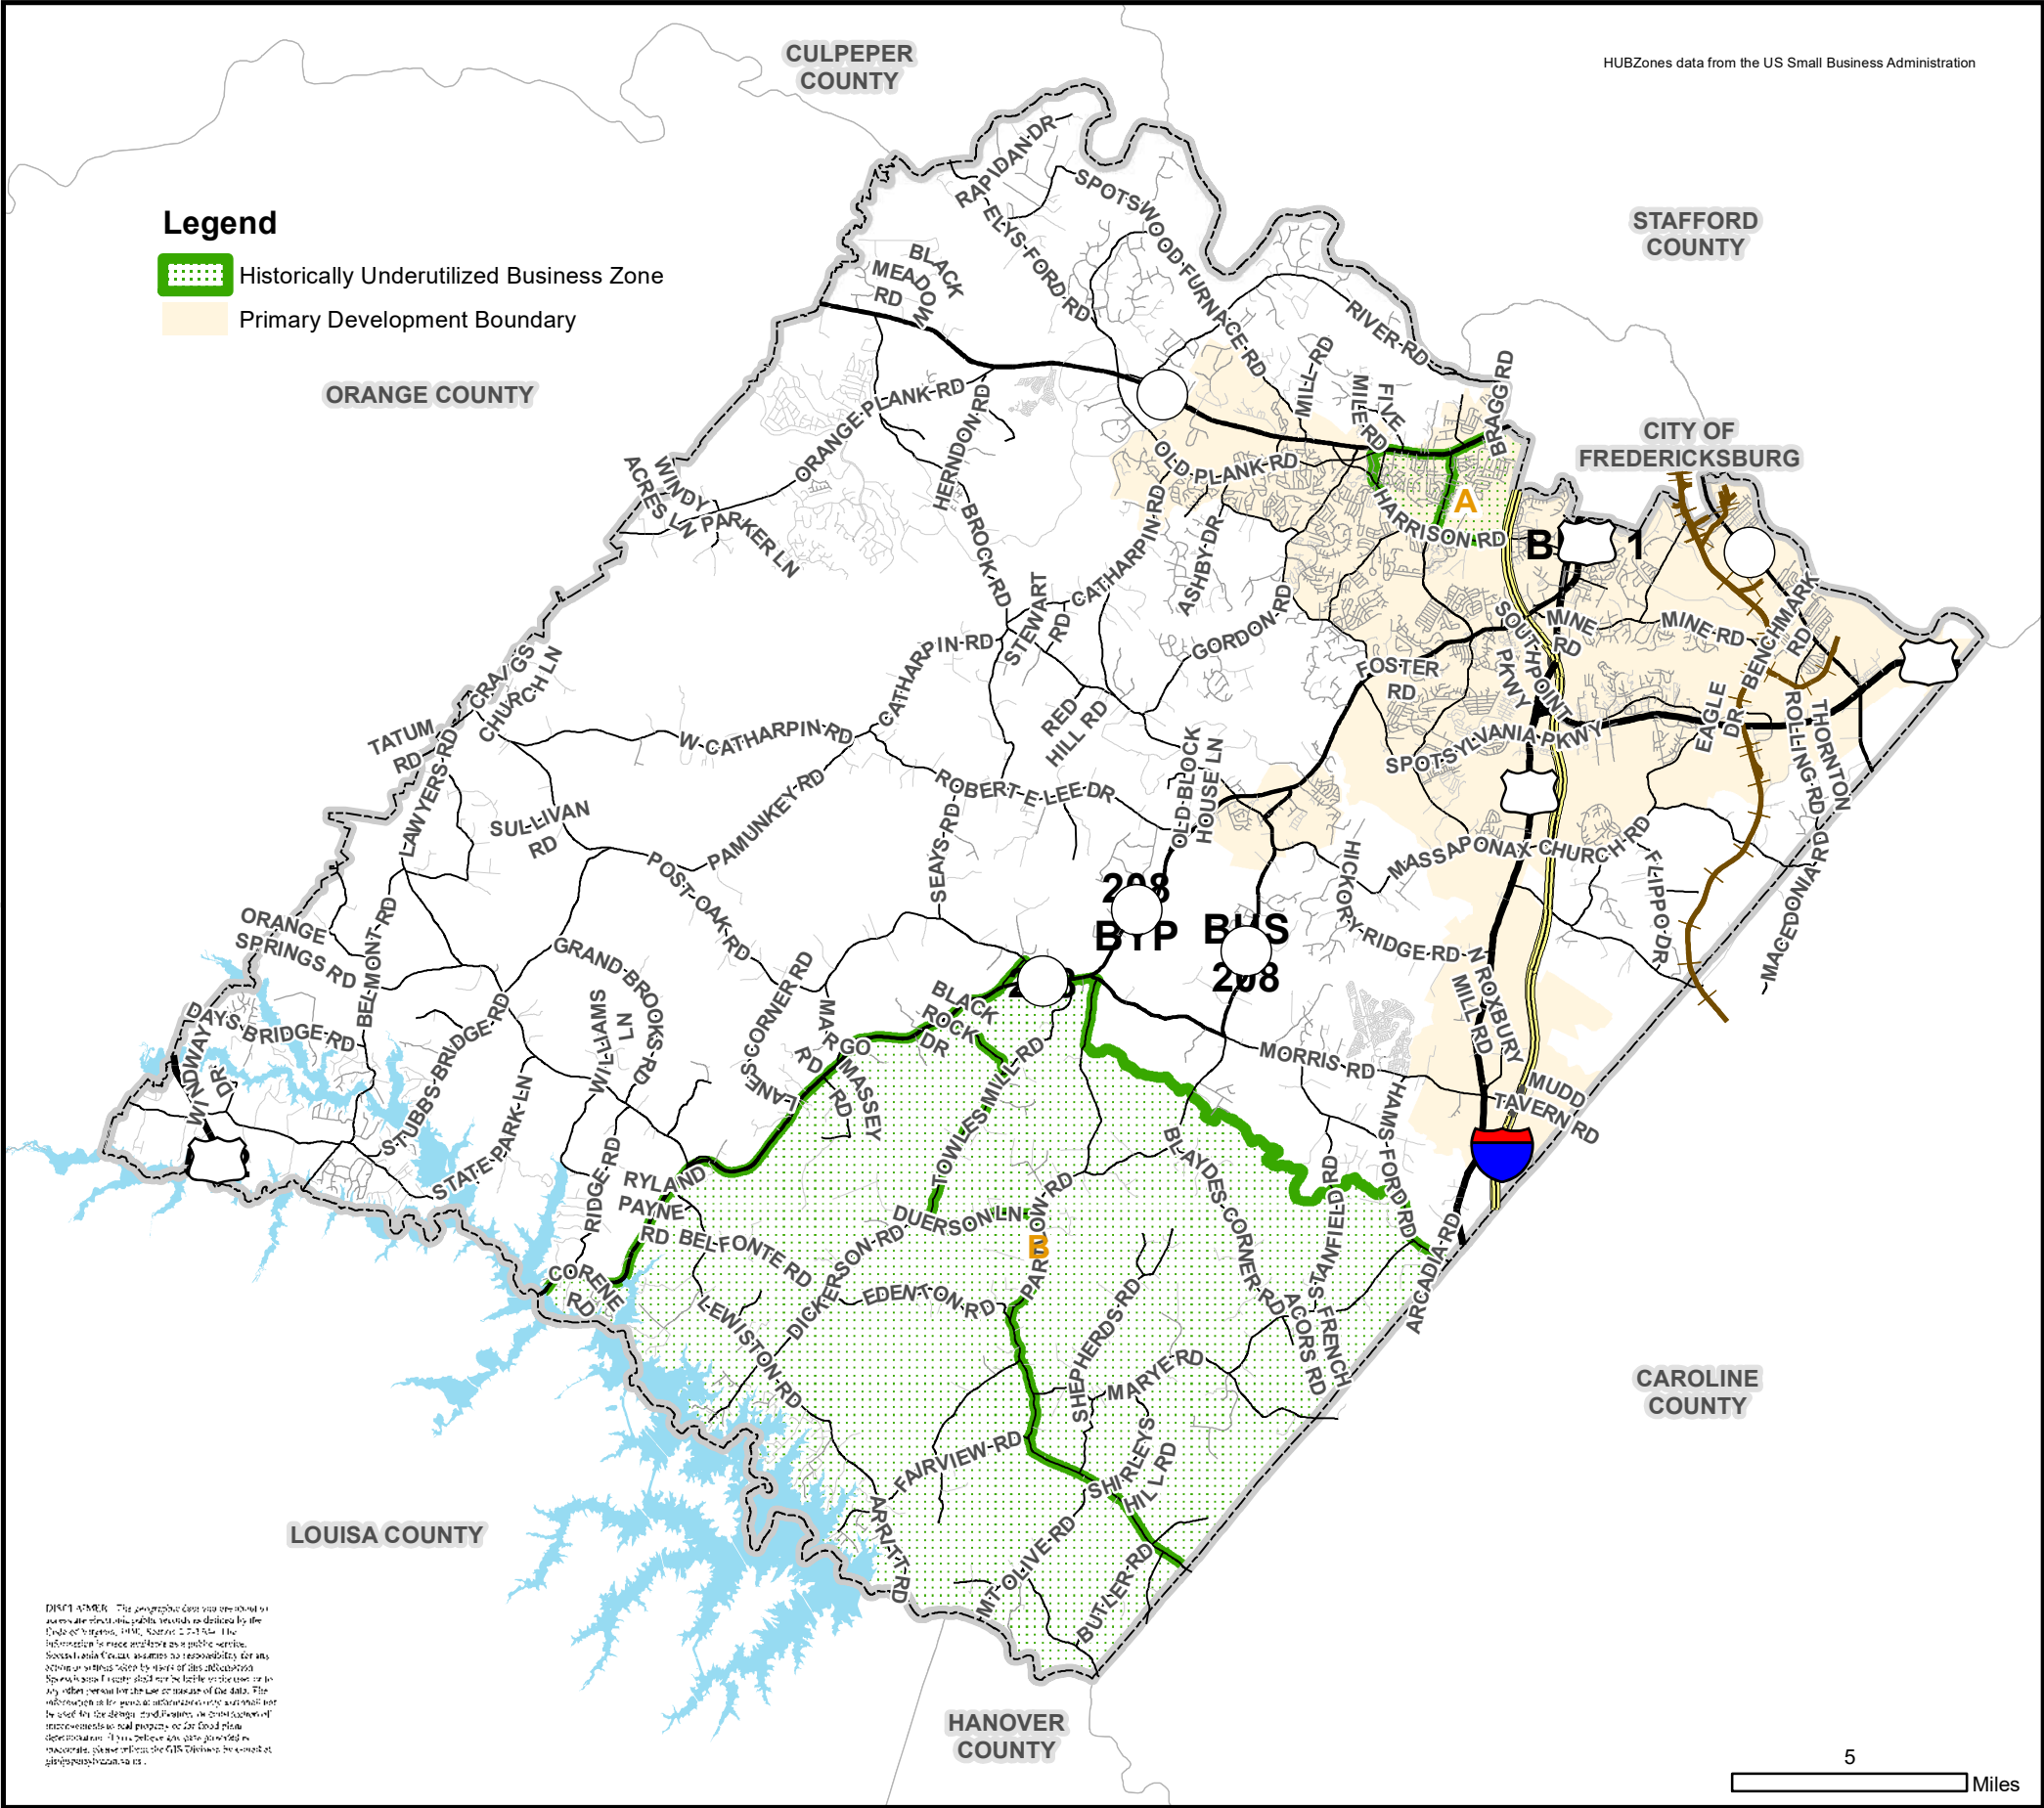 CULPEPER
COUNTY
HUBZones data from the US Small Business Administration
STAFFORD
COUNTY
Legend
Historically Underutilized Business Zone
Primary Development Boundary
ORANGE COUNTY
CITY OF
FREDERICKSBURG
RAPIDAN DR
ELYS FORD RD
SPOTSWOOD FURNACE RD
BLACK
MEADOW
RD
RIVER RD
MILL RD
FIVE
MILE RD
BRAGG RD
ORANGE PLANK RD
HERNDON RD
OLD PLANK RD
HARRISON RD
A
WINDY
ACRES LN
PARKER LN
BROCK RD
CATHARPIN RD
ASHBY DR
STEWART
RD
GORDON RD
B
1
MINE
RD
MINE RD
BENCHMARK
RD
SOUTHPOINT
PKWY
FOSTER
RD
CRAIGS
CHURCH LN
CATHARPIN RD
TATUM
RD
W CATHARPIN RD
RED
HILL RD
EAGLE
DR
THORNTON
ROLLING RD
SPOTSYLVANIA PKWY
LAWYERS RD
SULLIVAN
RD
PAMUNKEY RD
ROBERT E LEE DR
OLD BLOCK
HOUSE LN
SEAYS RD
POST OAK RD
HICKORY RIDGE RD
MASSAPONAX CHURCH RD
FLIPPO DR
GUINEA
MACEDONIA RD
208
BYP
BUS
208
ORANGE
SPRINGS RD
BELMONT RD
GRAND BROOKS RD
LANES CORNER RD
MARGO
RD
N ROXBURY
MILL RD
DAYS BRIDGE RD
WINDWAY
DR
STUBBS BRIDGE RD
WILLIAMS
LN
BLACK
ROCK
DR
MASSEY
RD
TOWLES MILL RD
MORRIS RD
MUDD
TAVERN RD
STATE PARK LN
RIDGE RD
RYLAND
PAYNE
RD
BELFONTE RD
DUERSON LN
DICKERSON RD
PARTLOW RD
B
BLAYDES CORNER RD
STANFIELD RD
HAMS FORD RD
ARCADIA RD
CORENE
RD
LEWISTON RD
EDENTON RD
SHEPHERDS RD
MARYE RD
ACORS RD
FRENCH
CAROLINE
COUNTY
FAIRVIEW RD
SHIRLEYS
HILL RD
ARRITT RD
MT OLIVE RD
BUTLER RD
LOUISA COUNTY
HANOVER
COUNTY
5
Miles